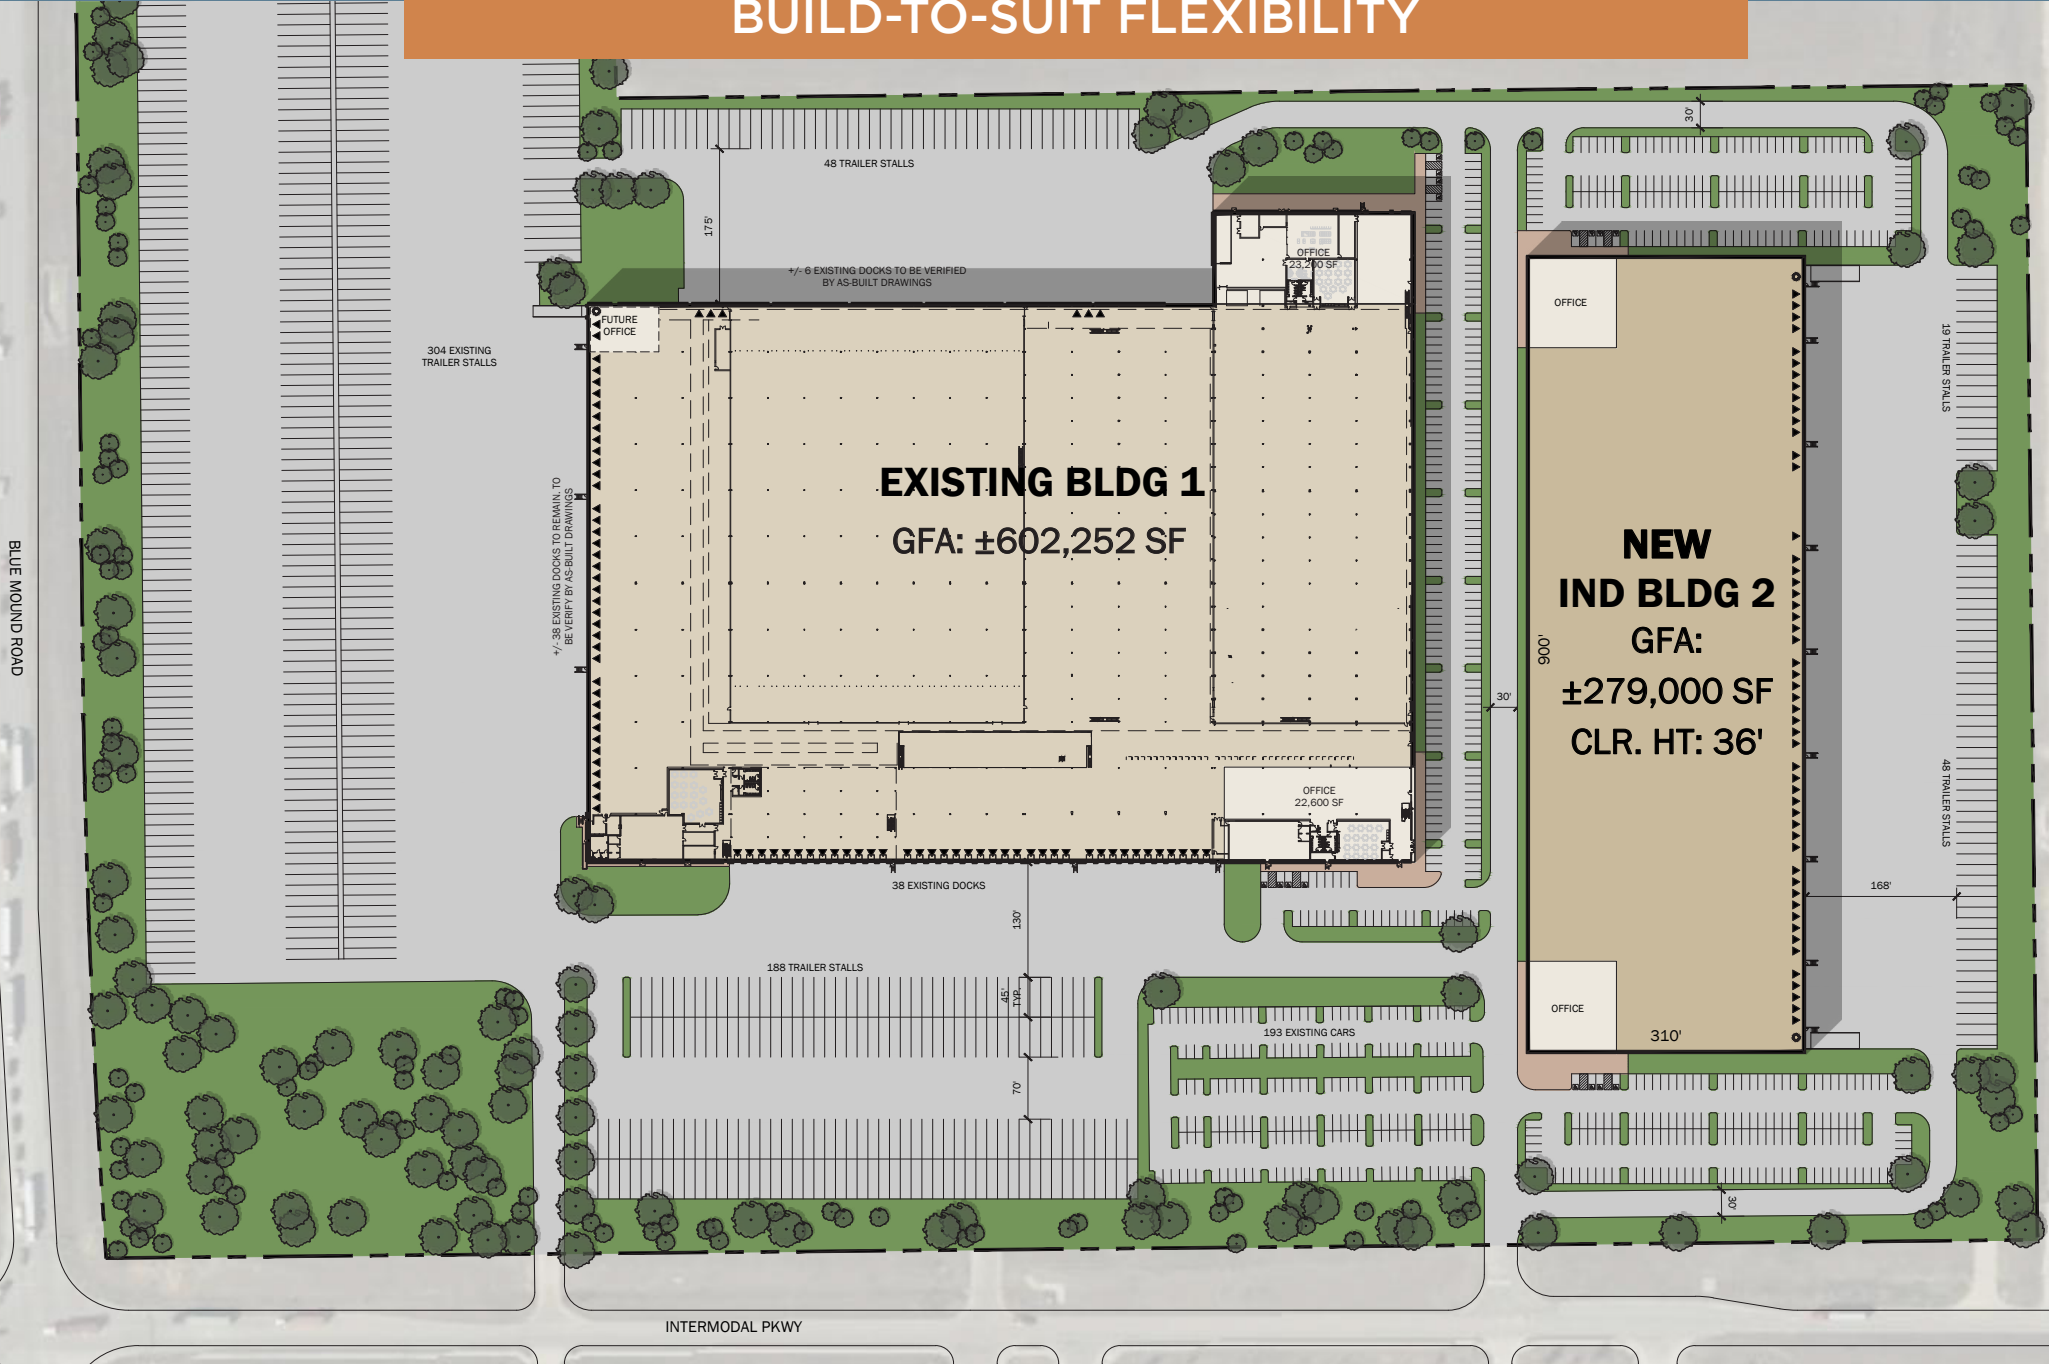 BUILD-TO-SUIT FLEXIBILITY
30'
48 TRAILER STALLS
175'
+/- 6 EXISTING DOCKS TO BE VERIFIED
BY AS-BUILT DRAWINGS
OFFICE
23,200 SF
OFFICE
FUTURE
OFFICE
304 EXISTING
TRAILER STALLS
19 TRAILER STALLS
EXISTING BLDG 1
GFA: ±602,252 SF
+/- 38 EXISTING DOCKS TO REMAIN. TO
BE VERIFY BY AS-BUILT DRAWINGS
BLUE MOUND ROAD
NEW
IND BLDG 2
GFA:
±279,000 SF
CLR. HT: 36'
900'
30'
OFFICE
22,600 SF
48 TRAILER STALLS
38 EXISTING DOCKS
168'
130'
188 TRAILER STALLS
45'
TYP.
OFFICE
310'
193 EXISTING CARS
70'
30'
INTERMODAL PKWY